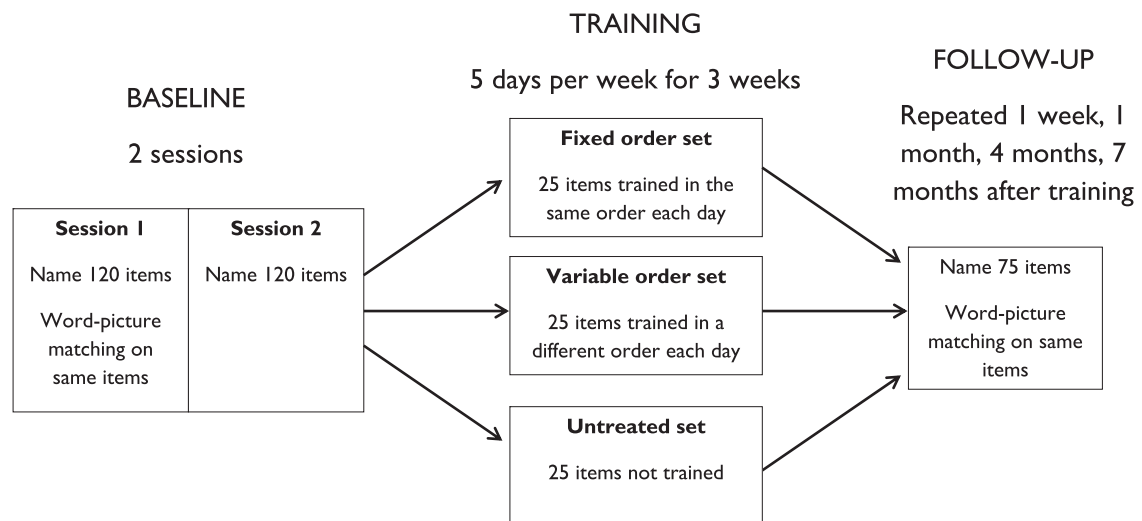 BASELINE
2 sessions
Session 1
Name 120 items
Word-picture
matching on
same items
Session 2
Name 120 items
TRAINING
5 days per week for 3 weeks
Fixed order set
25 items trained in the
same order each day
Variable order set
25 items trained in a
different order each day
Untreated set
25 items not trained
FOLLOW-UP
Repeated 1 week, 1
month, 4 months, 7
months after training
Name 75 items
Word-picture
matching on same
items